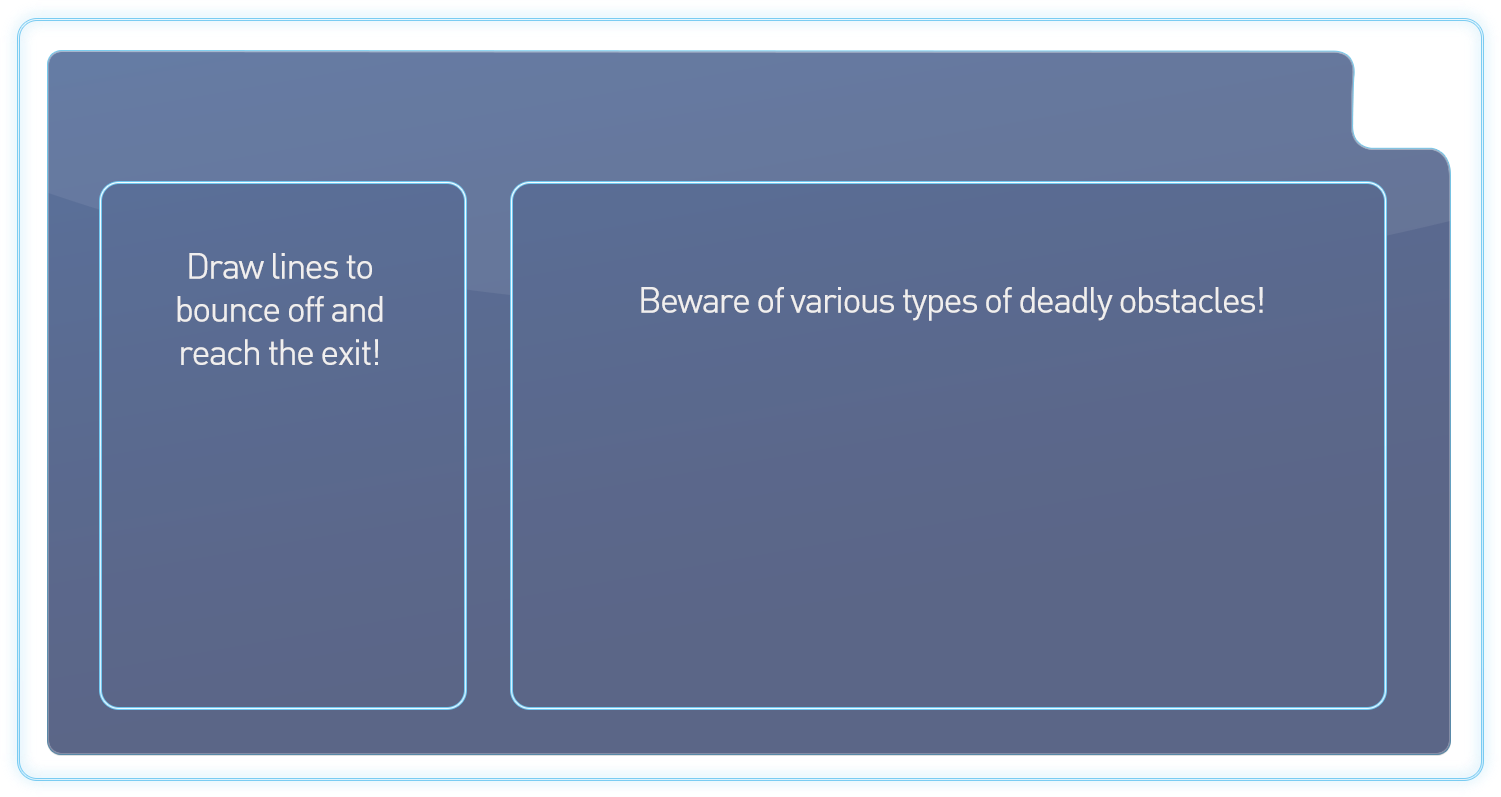 Draw lines to
bounce off and
reach the exit!
Beware of various types of deadly obstacles!